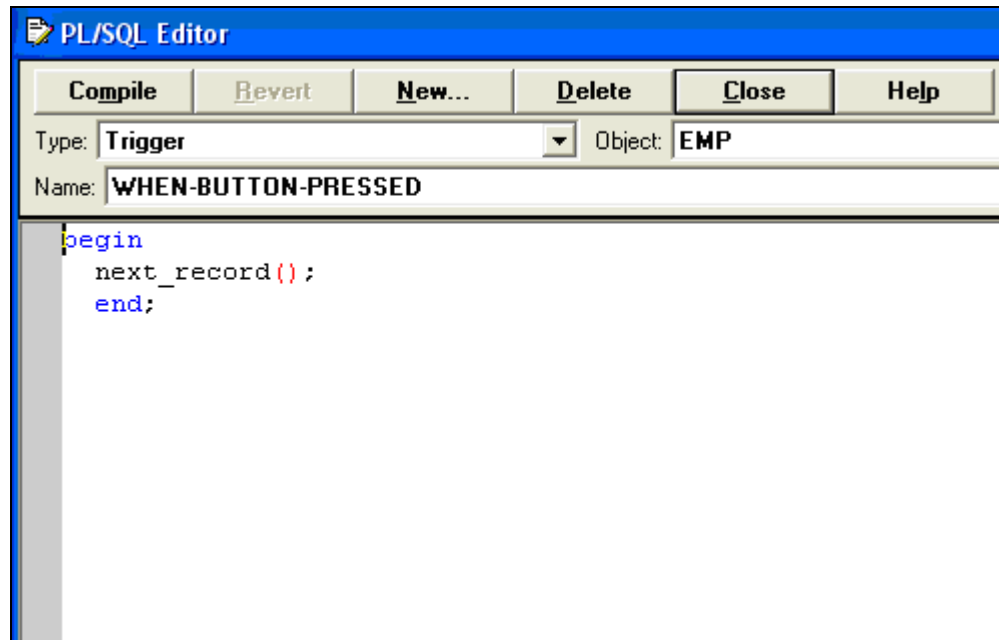 PL/SQL Editor
Compile Revert New... Delete Close Help
Type: Trigger Object: EMP
Name: WHEN-BUTTON-PRESSED
begin
next_record();
end;